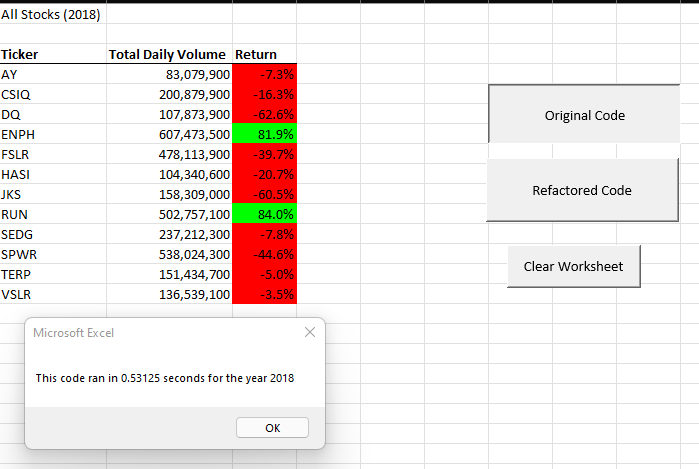 All Stocks (2018)
Ticker Total Daily Volume Return
AY 83,079,900 -7.3%
CSIQ 200,879,900 -16.3%
DQ 107,873,900 -62.6%
ENPH 607,473,500 81.9%
FSLR 478,113,900 -39.7%
HASI 104,340,600 -20.7%
JKS 158,309,000 -60.5%
RUN 502,757,100 84.0%
SEDG 237,212,300 -7.8%
SPWR 538,024,300 -44.6%
TERP 151,434,700 -5.0%
VSLR 136,539,100 -3.5%
Original Code
Refactored Code
Clear Worksheet
Microsoft Excel
This code ran in 0.53125 seconds for the year 2018
OK